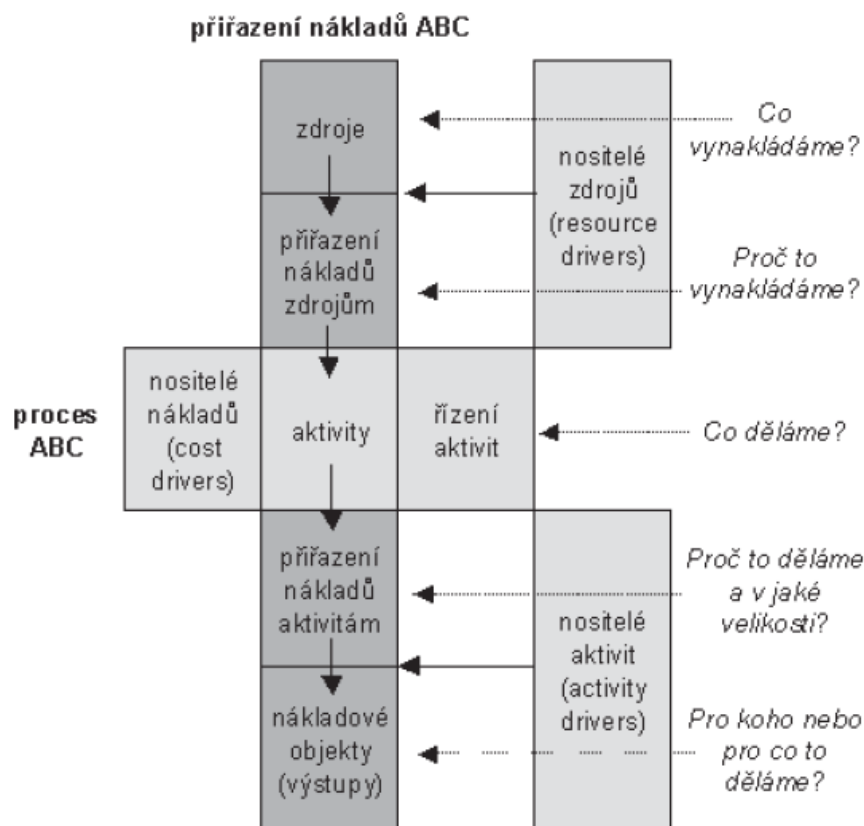 přiřazení nákladů ABC
zdroje
Co
vynakládáme?
nositelé
zdrojů
(resource
drivers)
přiřazení
nákladů
zdrojům
Proč to
vynakládáme?
proces
ABC
nositelé
nákladů
(cost
drivers)
aktivity
řízení
aktivit
Co děláme?
přiřazení
nákladů
aktivitám
Proč to děláme
a v jaké
velikosti?
nositelé
aktivit
(activity
drivers)
nákladové
objekty
(výstupy)
Pro koho nebo
pro co to
děláme?